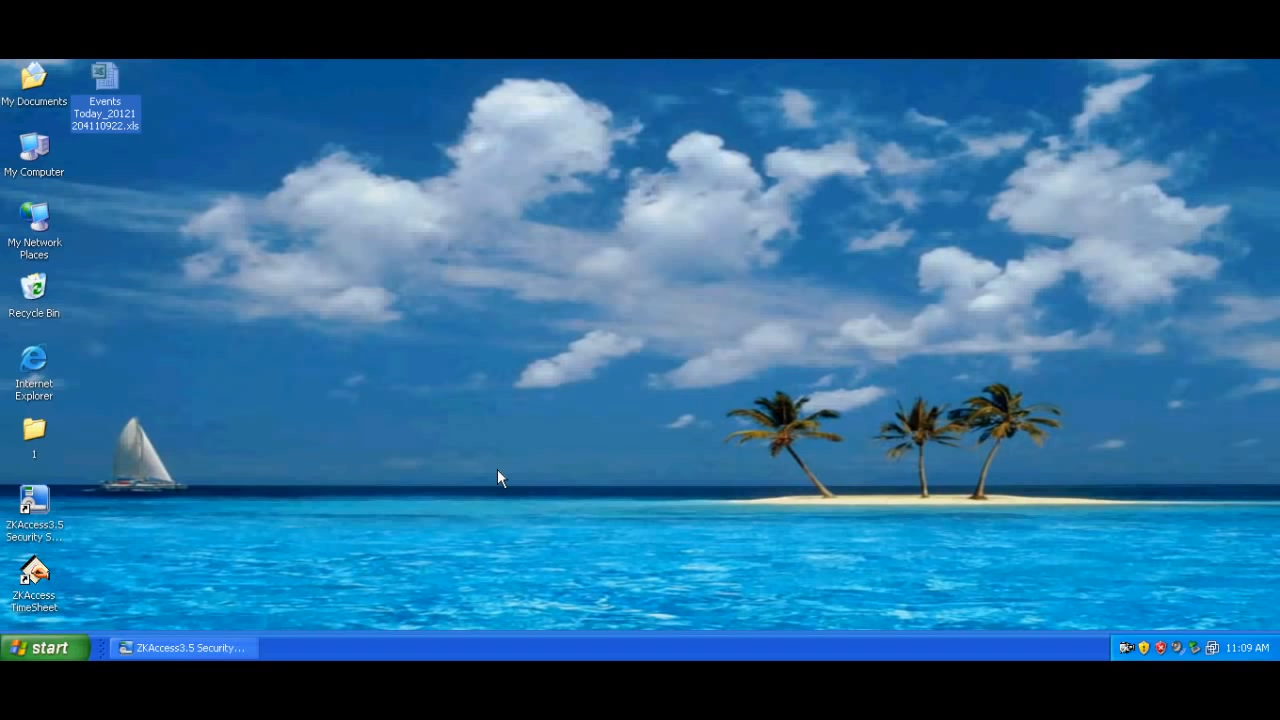 My Documents
Events
Today_20121
204110922.xls
My Computer
My Network
Places
Recycle Bin
Internet
Explorer
1
ZKAccess3.5
Security S...
ZKAccess
TimeSheet
start
ZKAccess3.5 Security...
11:09 AM